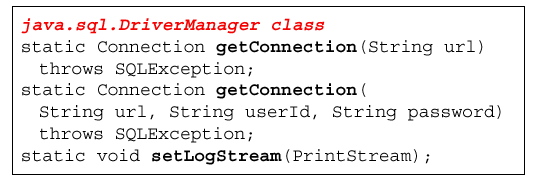 java.sql.DriverManager class
static Connection getConnection(String url)
throws SQLException;
static Connection getConnection(
String url, String userId, String password)
throws SQLException;
static void setLogStream(PrintStream);